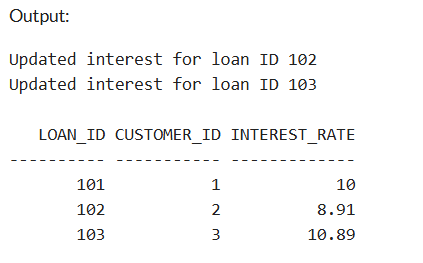 Output:
Updated interest for loan ID 102
Updated interest for loan ID 103
LOAN_ID CUSTOMER_ID INTEREST_RATE
---------- ----------- -------------
101 1 10
102 2 8.91
103 3 10.89